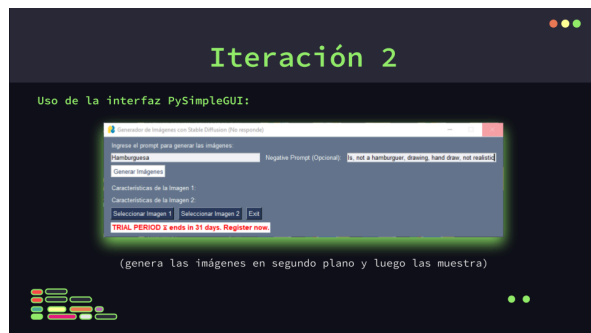 Iteración 2
Uso de la interfaz PySimpleGUI:
Generador de Imágenes con Stable Diffusion (No responde)
Ingrese el prompt para generar las imágenes:
Hamburguesa Negative Prompt (Opcional): ls, not a hamburguer, drawing, hand draw, not realistic
Generar Imágenes
Características de la Imagen 1:
Características de la Imagen 2:
Seleccionar Imagen 1 Seleccionar Imagen 2 Exit
TRIAL PERIOD ⧖ ends in 31 days. Register now.
(genera las imágenes en segundo plano y luego las muestra)